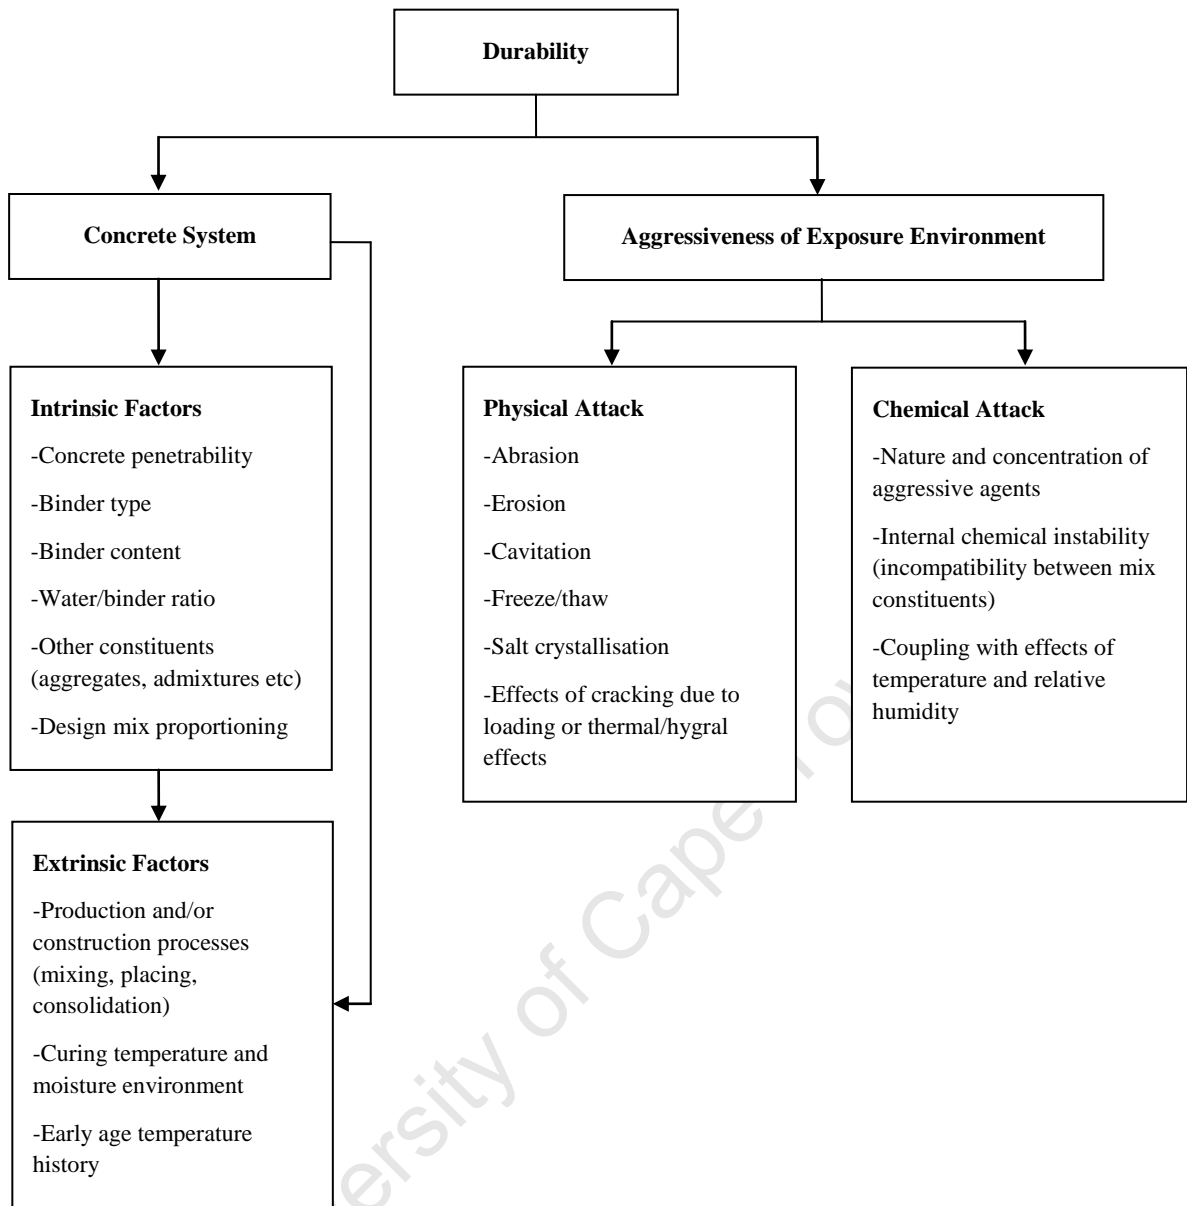 Durability
Concrete System
Aggressiveness of Exposure Environment
Intrinsic Factors
-Concrete penetrability
-Binder type
-Binder content
-Water/binder ratio
-Other constituents
(aggregates, admixtures etc)
-Design mix proportioning
Physical Attack
-Abrasion
-Erosion
-Cavitation
-Freeze/thaw
-Salt crystallisation
-Effects of cracking due to
loading or thermal/hygral
effects
Chemical Attack
-Nature and concentration of
aggressive agents
-Internal chemical instability
(incompatibility between mix
constituents)
-Coupling with effects of
temperature and relative
humidity
Extrinsic Factors
-Production and/or
construction processes
(mixing, placing,
consolidation)
-Curing temperature and
moisture environment
-Early age temperature
history
ersity of Cape To